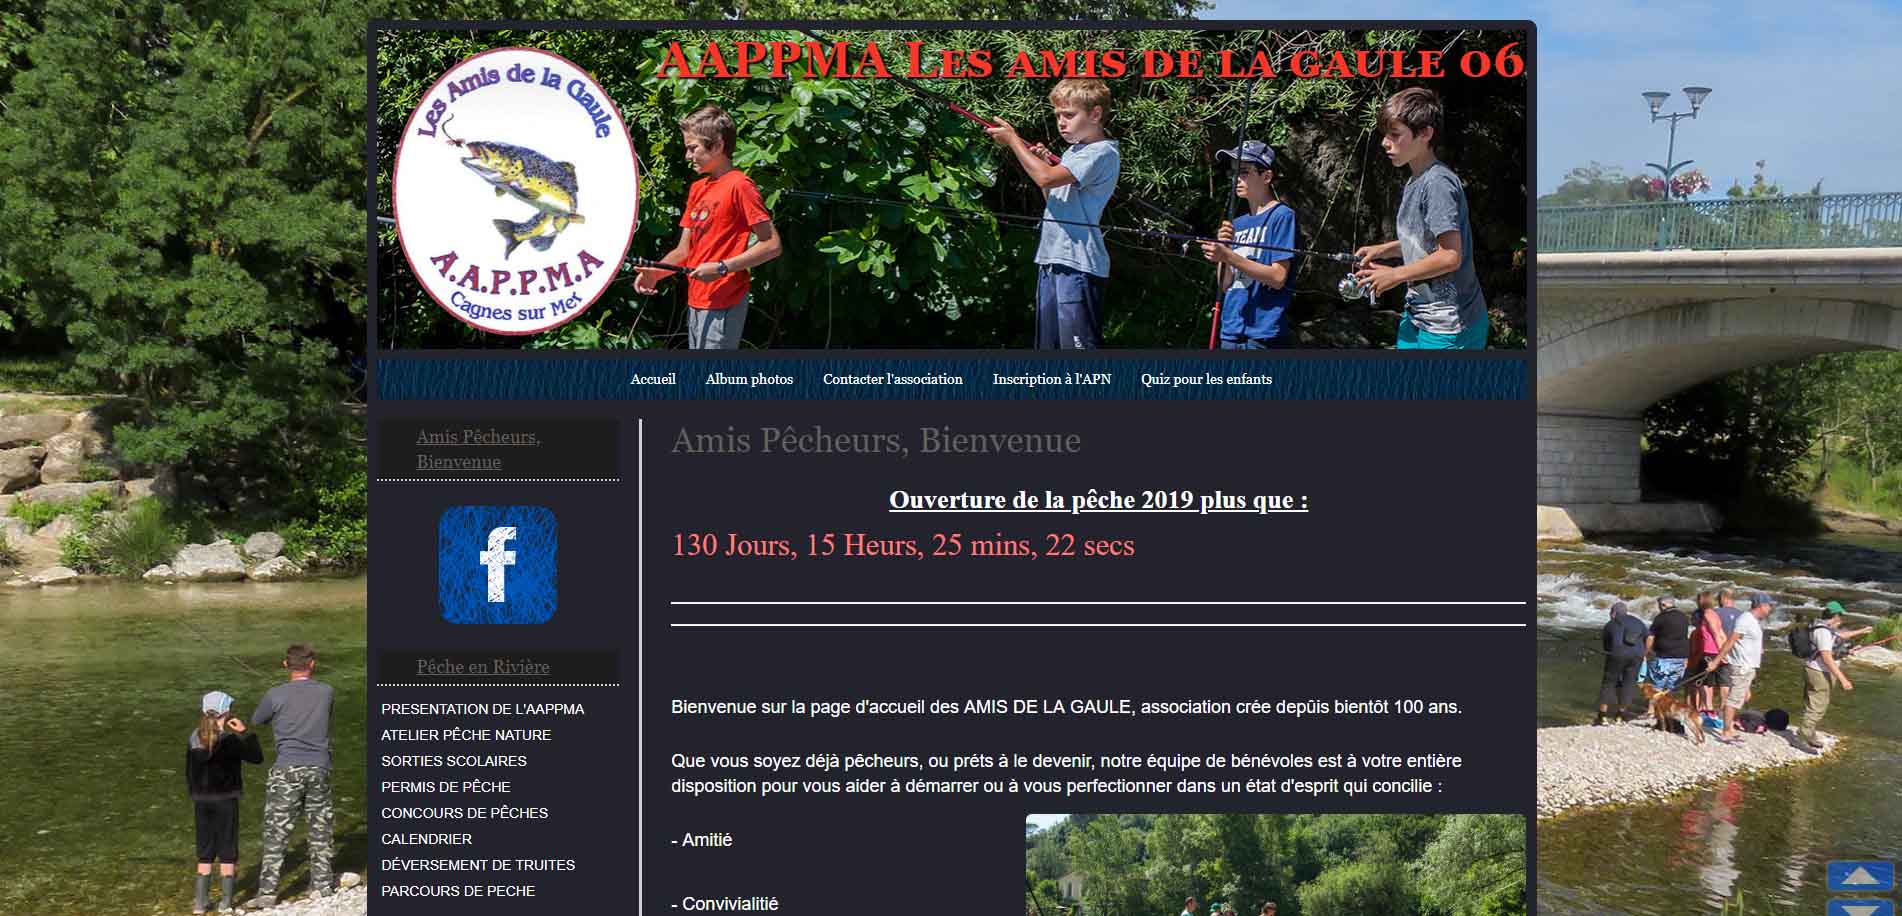 AAPPMA Les amis de la gaule 06
Les Amis de la Gaule
A.A.P.P.M.A
Cagnes sur Mer
TEAM
Accueil
Album photos
Contacter l'association
Inscription à l'APN
Quiz pour les enfants
Amis Pêcheurs,
Bienvenue
f
Pêche en Rivière
PRESENTATION DE L'AAPPMA
ATELIER PÊCHE NATURE
SORTIES SCOLAIRES
PERMIS DE PÊCHE
CONCOURS DE PÊCHES
CALENDRIER
DÉVERSEMENT DE TRUITES
PARCOURS DE PECHE
Amis Pêcheurs, Bienvenue
Ouverture de la pêche 2019 plus que :
130 Jours, 15 Heurs, 25 mins, 22 secs
Bienvenue sur la page d'accueil des AMIS DE LA GAULE, association crée depûis bientôt 100 ans.
Que vous soyez déjà pêcheurs, ou préts à le devenir, notre équipe de bénévoles est à votre entière
disposition pour vous aider à démarrer ou à vous perfectionner dans un état d'esprit qui concilie :
- Amitié
- Convivialitié